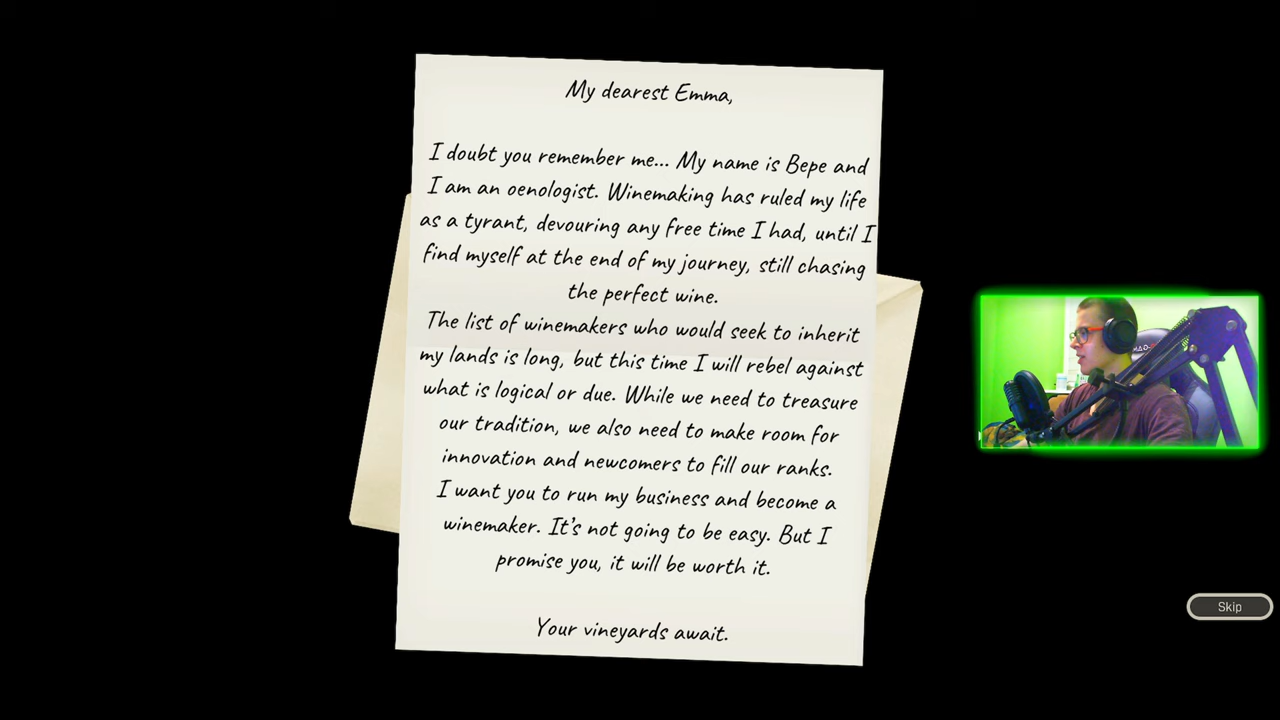 My dearest Emma,
I doubt you remember me... My name is Bepe and
I am an oenologist. Winemaking has ruled my life
as a tyrant, devouring any free time I had, until I
find myself at the end of my journey, still chasing
the perfect wine.
The list of winemakers who would seek to inherit
my lands is long, but this time I will rebel against
what is logical or due. While we need to treasure
our tradition, we also need to make room for
innovation and newcomers to fill our ranks.
I want you to run my business and become a
winemaker. It's not going to be easy. But I
promise you, it will be worth it.
Your vineyards await.
Skip